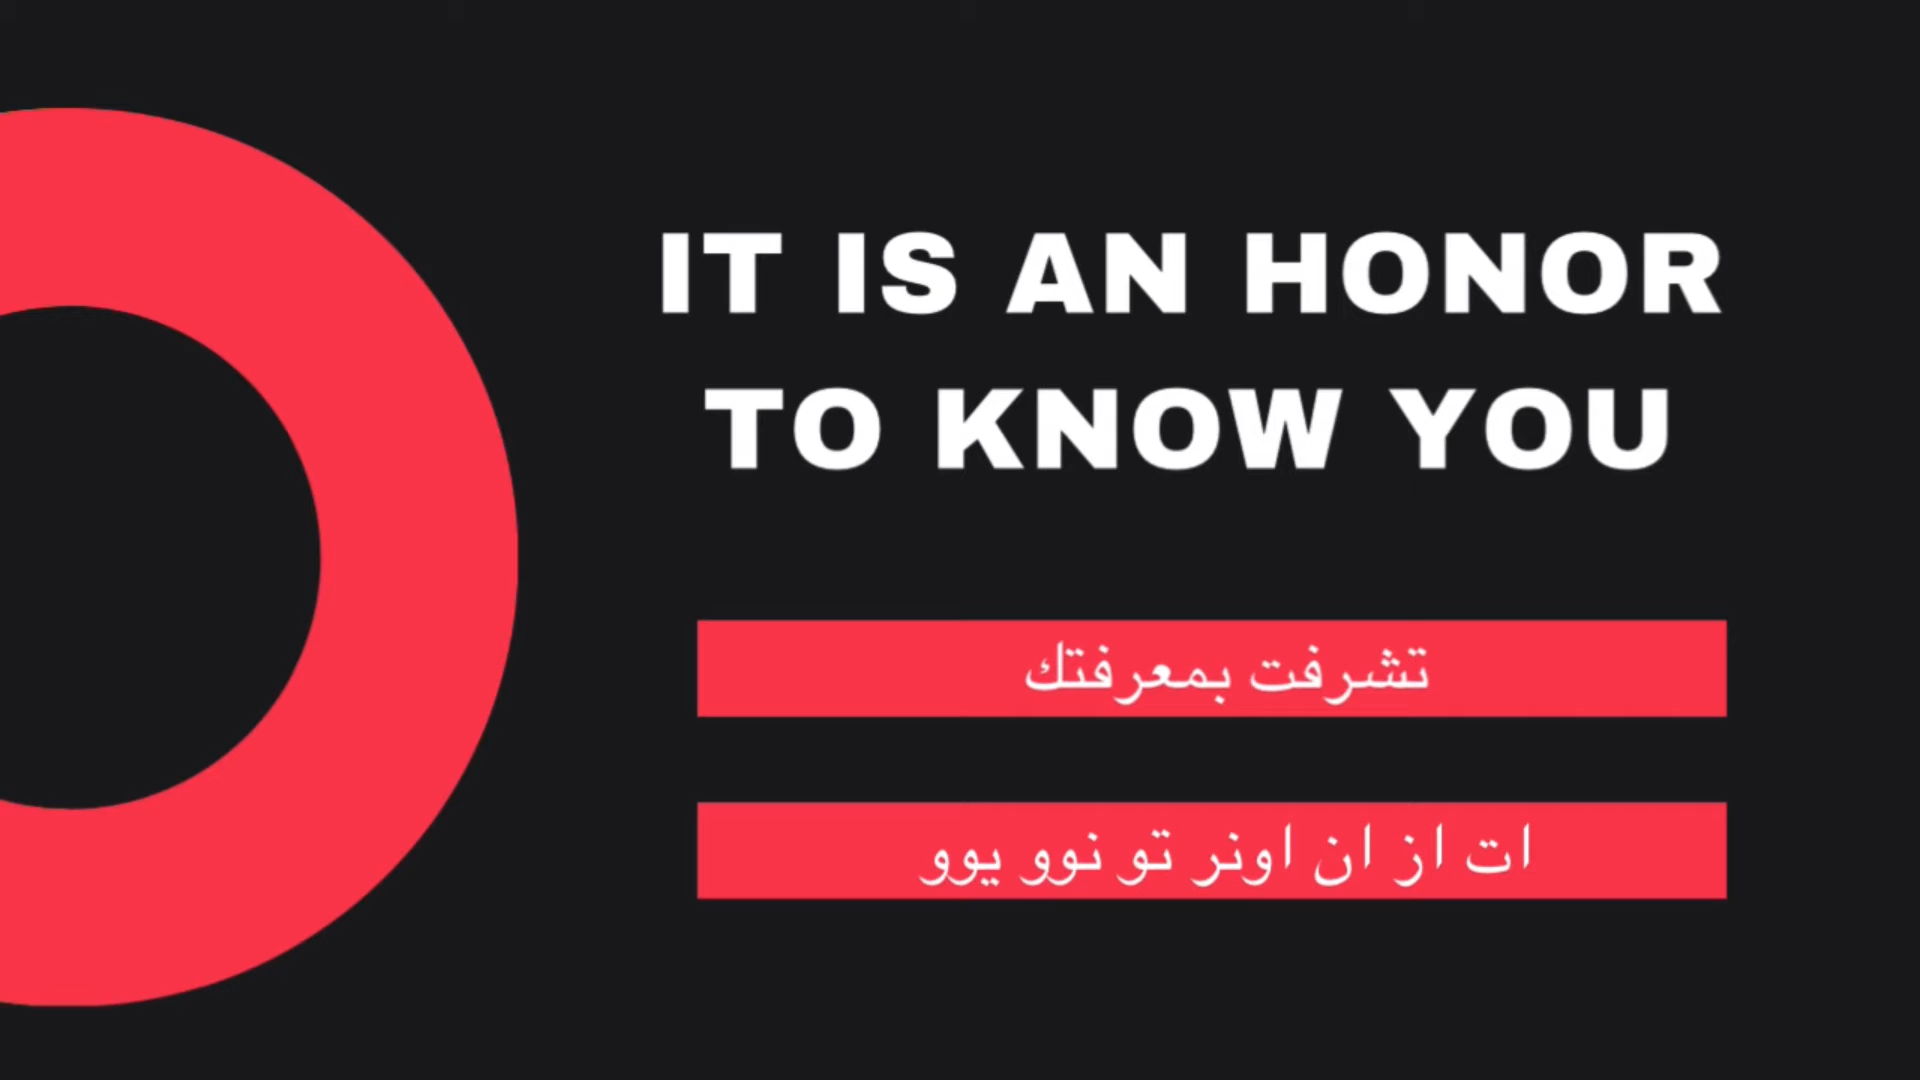 IT IS AN HONOR
TO KNOW YOU
تشرفت بمعرفتك
ات از ان اونر تو نوو يوو